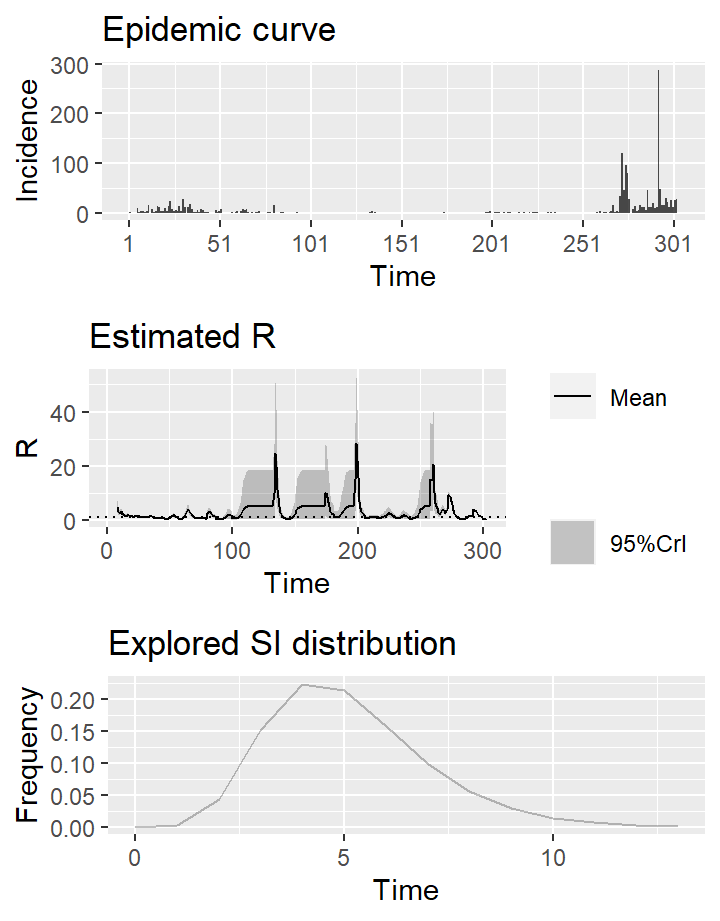 Epidemic curve
300
200
100
0
Incidence
1 51 101 151 201 251 301
Time
Estimated R
40
20
0
R
0 100 200 300
Time
Mean
95%CrI
Explored SI distribution
0.20
0.15
0.10
0.05
0.00
Frequency
0 5 10
Time